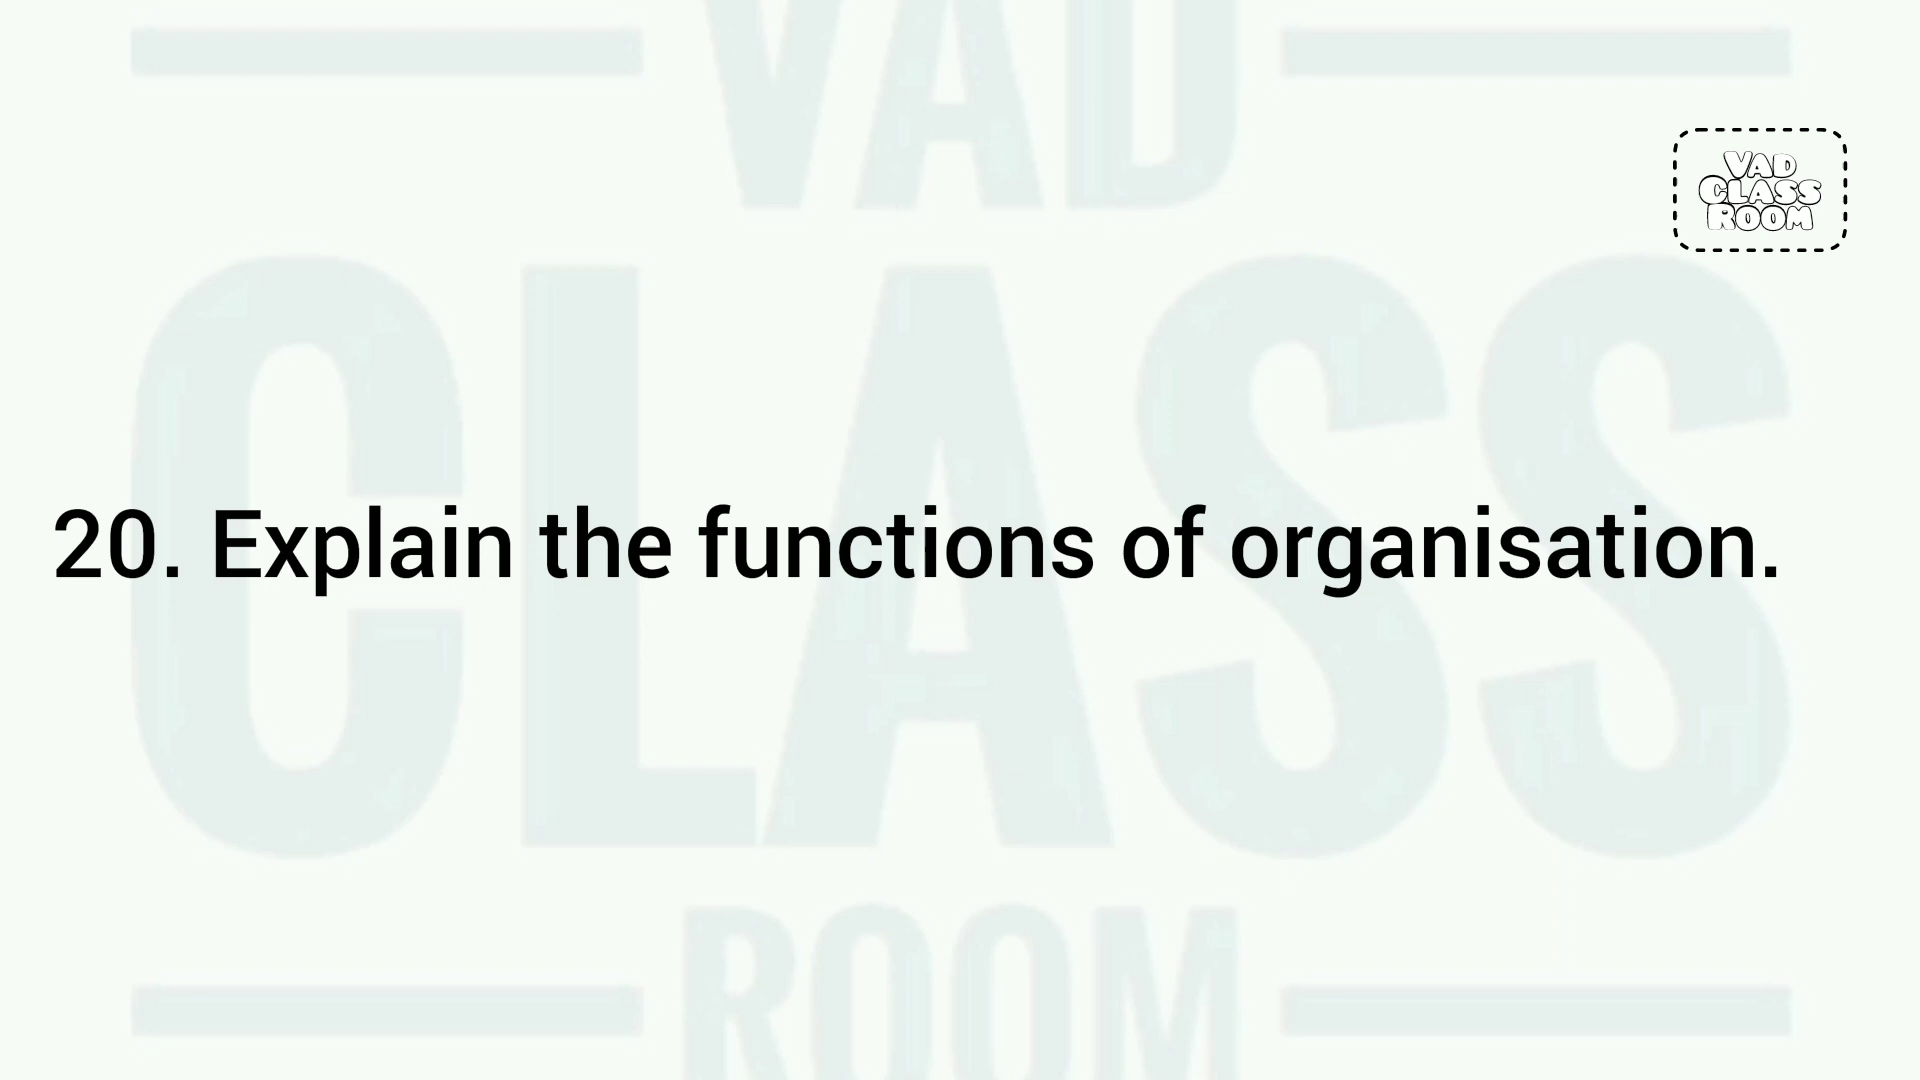 VAD
VAD
CLASS
ROOM
CLASS
20. Explain the functions of organisation.
ROOM